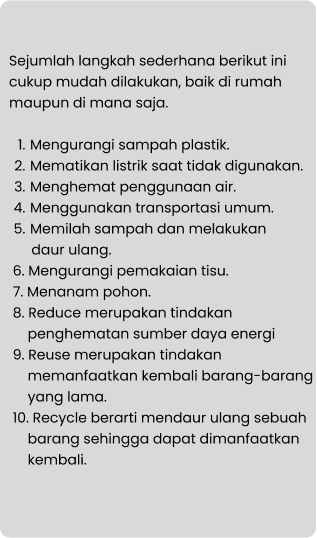 Sejumlah langkah sederhana berikut ini
cukup mudah dilakukan, baik di rumah
maupun di mana saja.
1. Mengurangi sampah plastik.
2. Mematikan listrik saat tidak digunakan.
3. Menghemat penggunaan air.
4. Menggunakan transportasi umum.
5. Memilah sampah dan melakukan
daur ulang.
6. Mengurangi pemakaian tisu.
7. Menanam pohon.
8. Reduce merupakan tindakan
penghematan sumber daya energi
9. Reuse merupakan tindakan
memanfaatkan kembali barang-barang
yang lama.
10. Recycle berarti mendaur ulang sebuah
barang sehingga dapat dimanfaatkan
kembali.